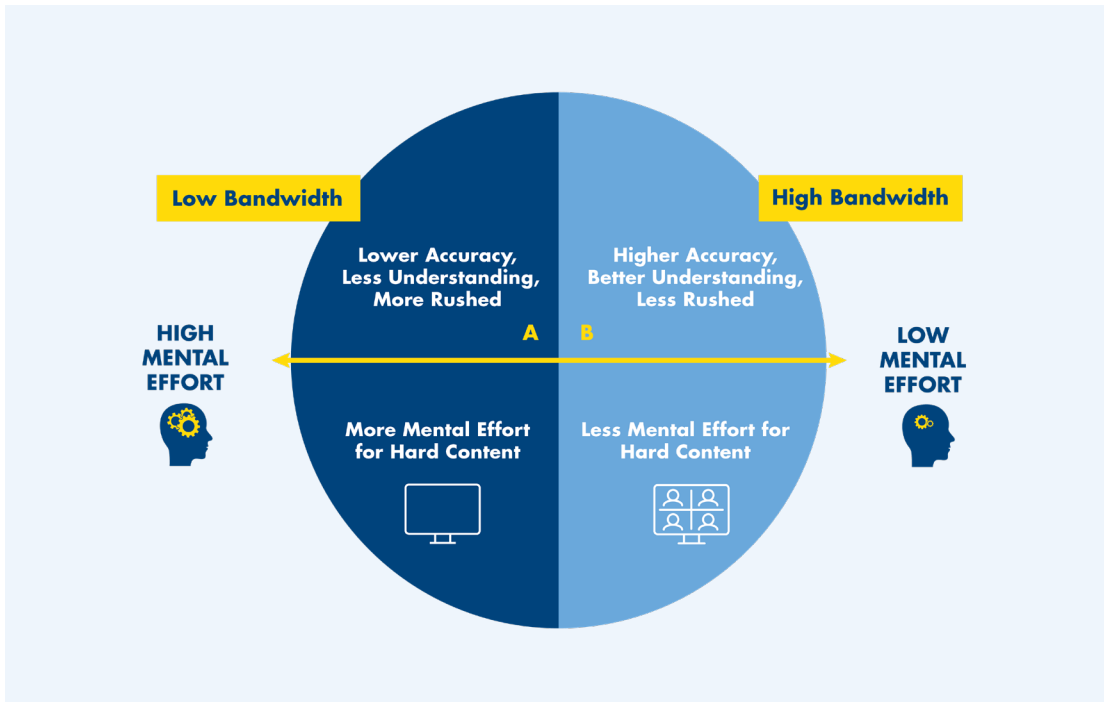 Low Bandwidth
High Bandwidth
Lower Accuracy,
Less Understanding,
More Rushed
Higher Accuracy,
Better Understanding,
Less Rushed
A
B
HIGH
MENTAL
EFFORT
LOW
MENTAL
EFFORT
More Mental Effort
for Hard Content
Less Mental Effort for
Hard Content